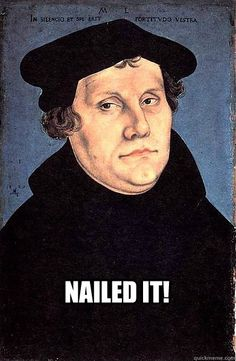 M L
IN SILENCIO ET SPE ERIT
FORTITVDO VESTRA
NAILED IT!
quickmeme.com